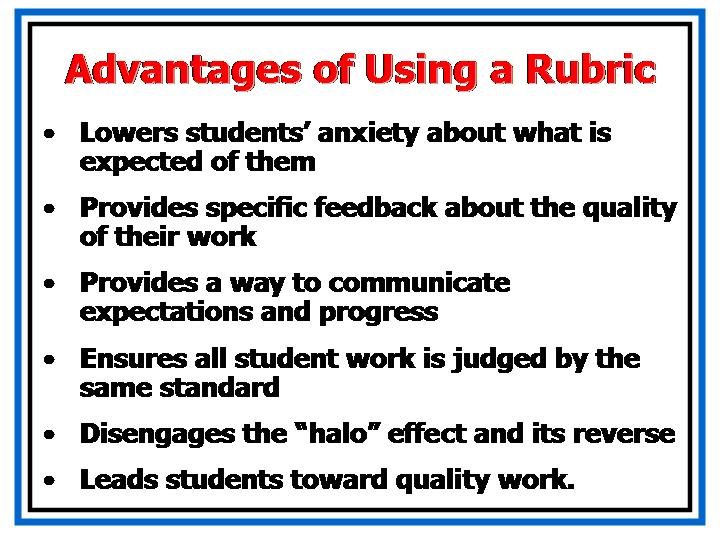 Advantages of Using a Rubric
• Lowers students’ anxiety about what is
expected of them
• Provides specific feedback about the quality
of their work
• Provides a way to communicate
expectations and progress
• Ensures all student work is judged by the
same standard
• Disengages the “halo” effect and its reverse
• Leads students toward quality work.